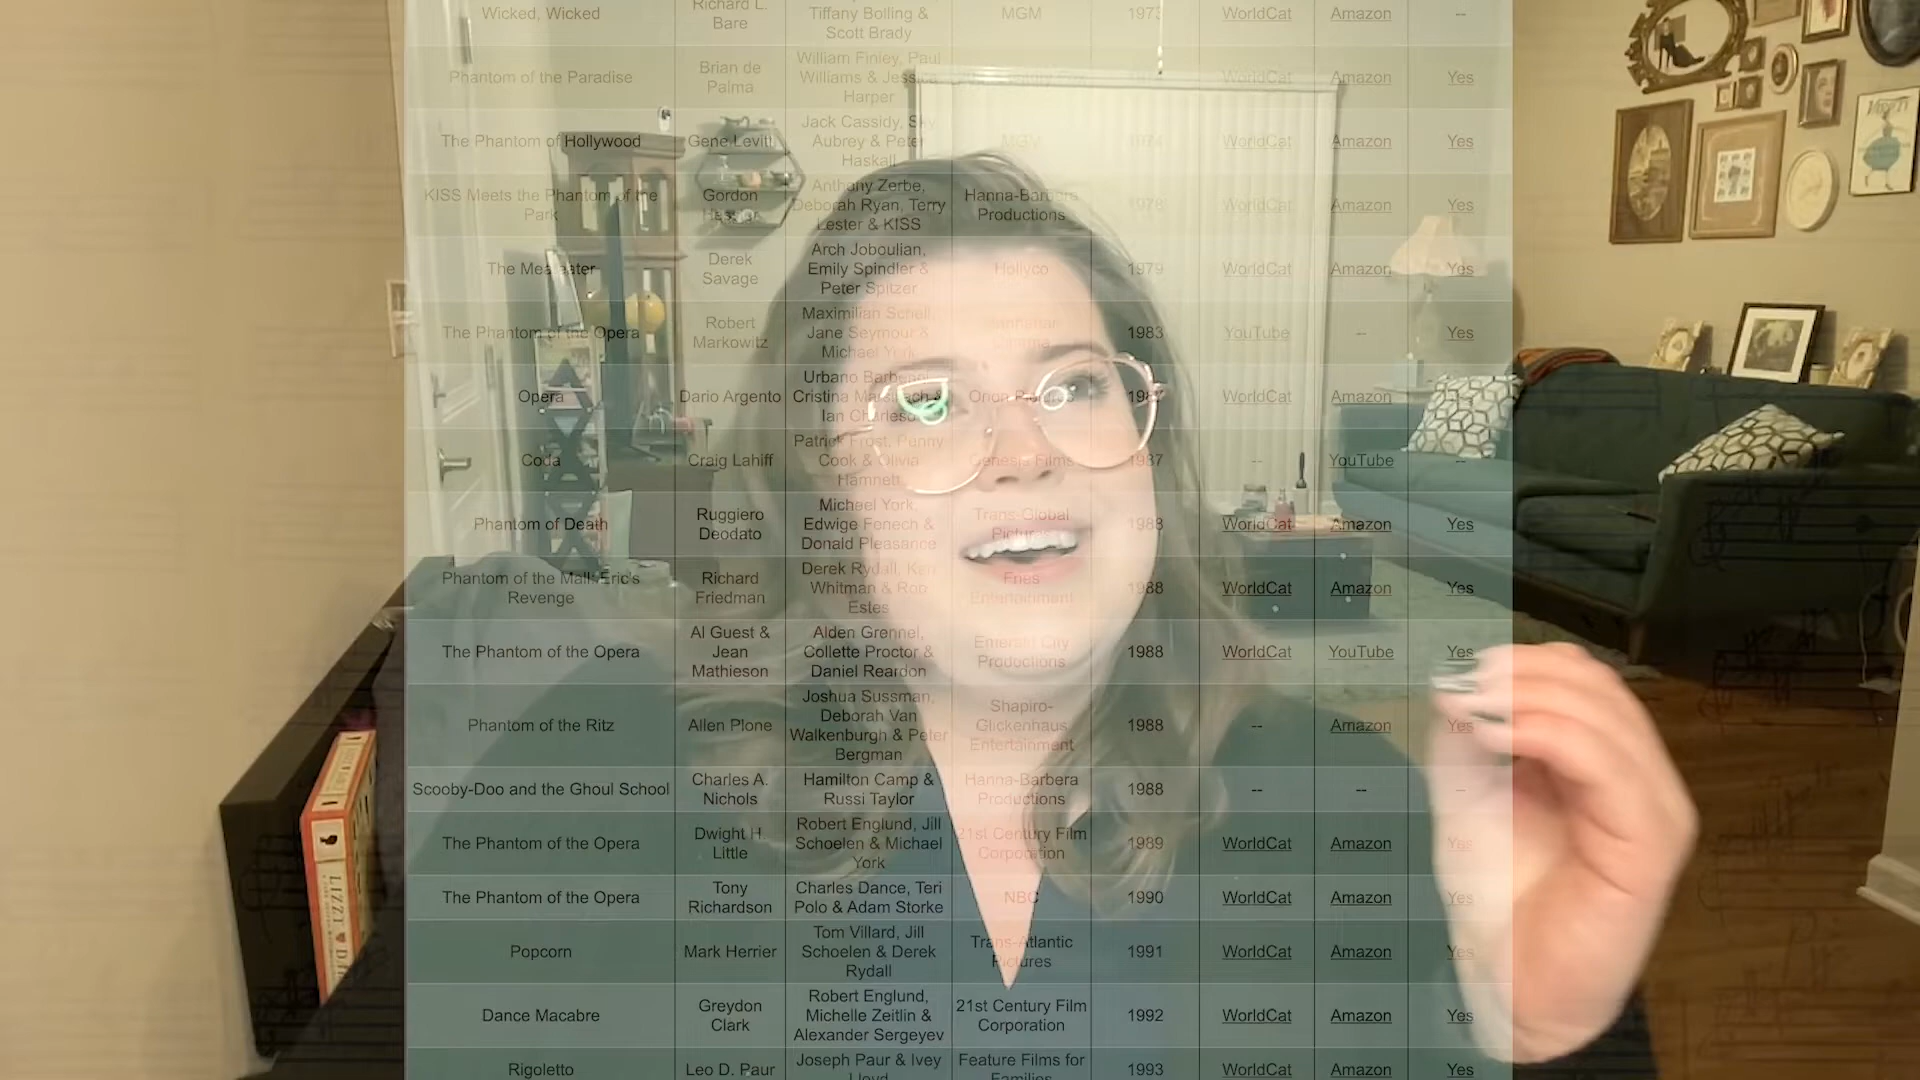 Wicked, Wicked Richard L. Bare Tiffany Bolling & Scott Brady MGM 1973 WorldCat Amazon --
Phantom of the Paradise Brian de Palma William Finley, Paul Williams & Jessica Harper WorldCat Amazon Yes
The Phantom of Hollywood Gene Levitt Jack Cassidy, Sky Aubrey & Peter Haskall MGM 1974 WorldCat Amazon Yes
KISS Meets the Phantom of the Park Gordon Hessler Anthony Zerbe, Deborah Ryan, Terry Lester & KISS Hanna-Barbera Productions 1978 WorldCat Amazon Yes
The Meateater Derek Savage Arch Joboulian, Emily Spindler & Peter Spitzer Hollyco 1979 WorldCat Amazon Yes
The Phantom of the Opera Robert Markowitz Maximilian Schell, Jane Seymour & Michael York 1983 YouTube -- Yes
Opera Dario Argento Urbano Barberini, Cristina Marsillach & Ian Charleson Orion Pictures WorldCat Amazon Yes
Coda Craig Lahiff Patrick Frost, Penny Cook & Olivia Hamnett Genesis Films 1987 -- YouTube --
Phantom of Death Ruggiero Deodato Michael York, Edwige Fenech & Donald Pleasance Trans-Global Pictures 1988 WorldCat Amazon Yes
Phantom of the Mall: Eric's Revenge Richard Friedman Derek Rydall, Kari Whitman & Rob Estes Fries Entertainment 1988 WorldCat Amazon Yes
The Phantom of the Opera Al Guest & Jean Mathieson Alden Grennel, Collette Proctor & Daniel Reardon Emerald City Productions 1988 WorldCat YouTube Yes
Phantom of the Ritz Allen Plone Joshua Sussman, Deborah Van Walkenburgh & Peter Bergman Shapiro-Glickenhaus Entertainment 1988 -- Amazon Yes
Scooby-Doo and the Ghoul School Charles A. Nichols Hamilton Camp & Russi Taylor Hanna-Barbera Productions 1988 -- -- --
The Phantom of the Opera Dwight H. Little Robert Englund, Jill Schoelen & Michael York 21st Century Film Corporation 1989 WorldCat Amazon Yes
The Phantom of the Opera Tony Richardson Charles Dance, Teri Polo & Adam Storke NBC 1990 WorldCat Amazon Yes
Popcorn Mark Herrier Tom Villard, Jill Schoelen & Derek Rydall Trans-Atlantic Pictures 1991 WorldCat Amazon Yes
Dance Macabre Greydon Clark Robert Englund, Michelle Zeitlin & Alexander Sergeyev 21st Century Film Corporation 1992 WorldCat Amazon Yes
Rigoletto Leo D. Paur Joseph Paur & Ivey Lloyd Feature Films for Families 1993 WorldCat Amazon Yes
LIZZI